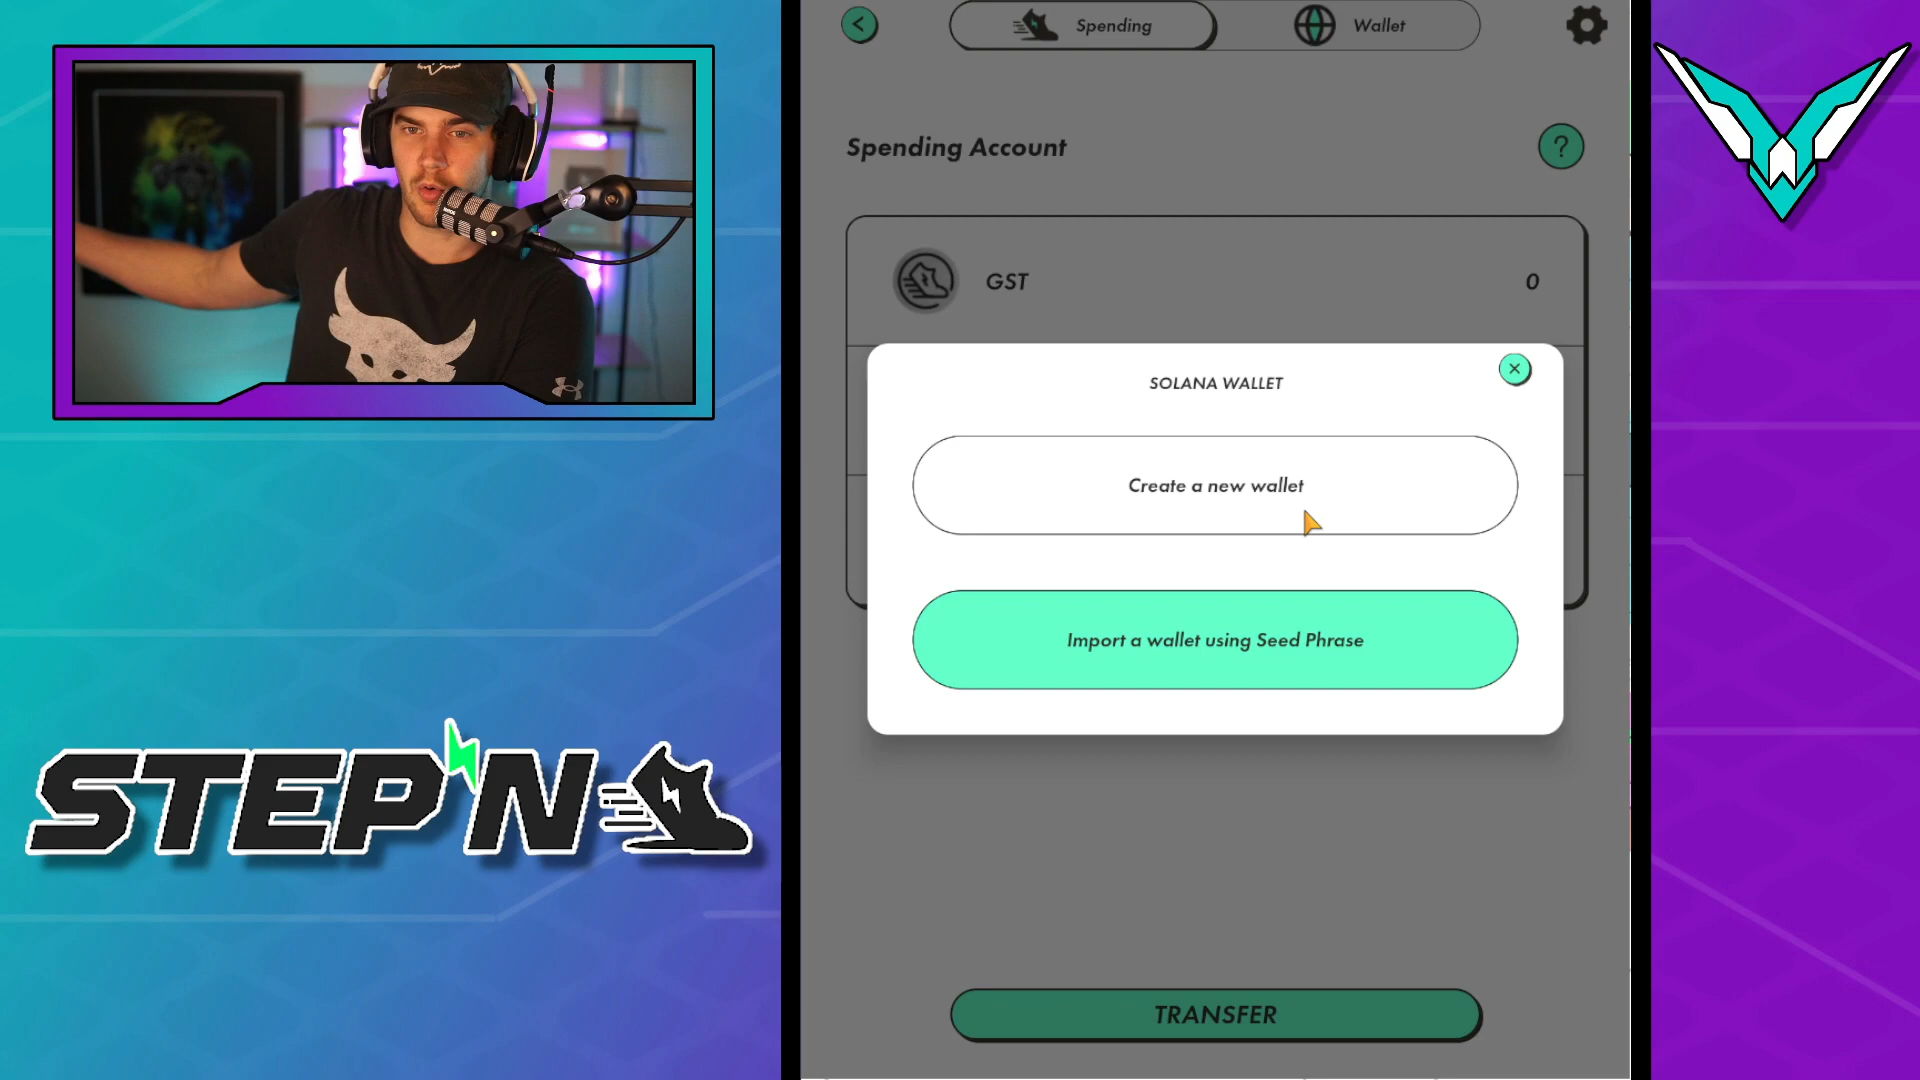 Spending
Wallet
Spending Account
?
GST
0
SOLANA WALLET
Create a new wallet
Import a wallet using Seed Phrase
STEP'N
TRANSFER